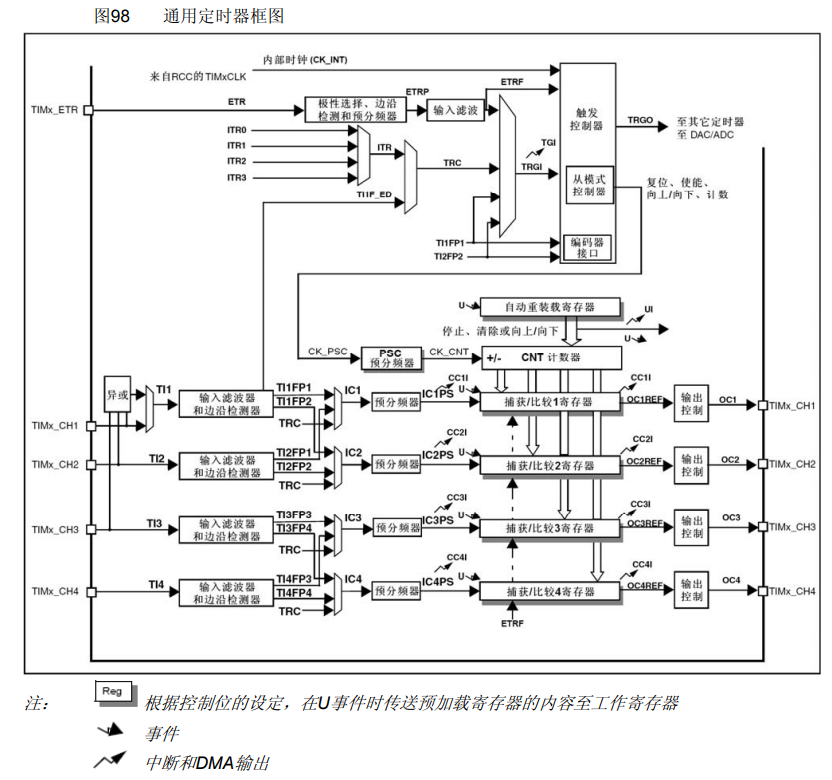 图98 通用定时器框图
内部时钟(CK_INT)
来自RCC的TIMxCLK
ETRP
ETRF
TIMx_ETR
ETR
极性选择、边沿
检测和预分频器
输入滤波
触发
控制器
TRGO
至其它定时器
至 DAC/ADC
ITR0
ITR1
ITR2
ITR3
ITR
TRC
TGI
TRGI
TI1F_ED
从模式
控制器
复位、使能、
向上/向下、计数
TI1FP1
TI2FP2
编码器
接口
U
自动重装载寄存器
UI
停止、清除或向上/向下
U
CK_PSC
PSC
预分频器
CK_CNT
+/-
CNT 计数器
异或
TI1
输入滤波器
和边沿检测器
TI1FP1
TI1FP2
TRC
IC1
预分频器
CC1I
IC1PS
U
捕获/比较1寄存器
CC1I
OC1REF
输出
控制
OC1
TIMx_CH1
TIMx_CH1
TIMx_CH2
TI2
输入滤波器
和边沿检测器
TI2FP1
TI2FP2
TRC
IC2
预分频器
CC2I
IC2PS
U
捕获/比较2寄存器
CC2I
OC2REF
输出
控制
OC2
TIMx_CH2
TIMx_CH3
TI3
输入滤波器
和边沿检测器
TI3FP3
TI3FP4
TRC
IC3
预分频器
CC3I
IC3PS
U
捕获/比较3寄存器
CC3I
OC3REF
输出
控制
OC3
TIMx_CH3
TIMx_CH4
TI4
输入滤波器
和边沿检测器
TI4FP3
TI4FP4
TRC
IC4
预分频器
CC4I
IC4PS
U
捕获/比较4寄存器
CC4I
OC4REF
输出
控制
OC4
TIMx_CH4
ETRF
注： Reg 根据控制位的设定，在U事件时传送预加载寄存器的内容至工作寄存器
事件
中断和DMA输出